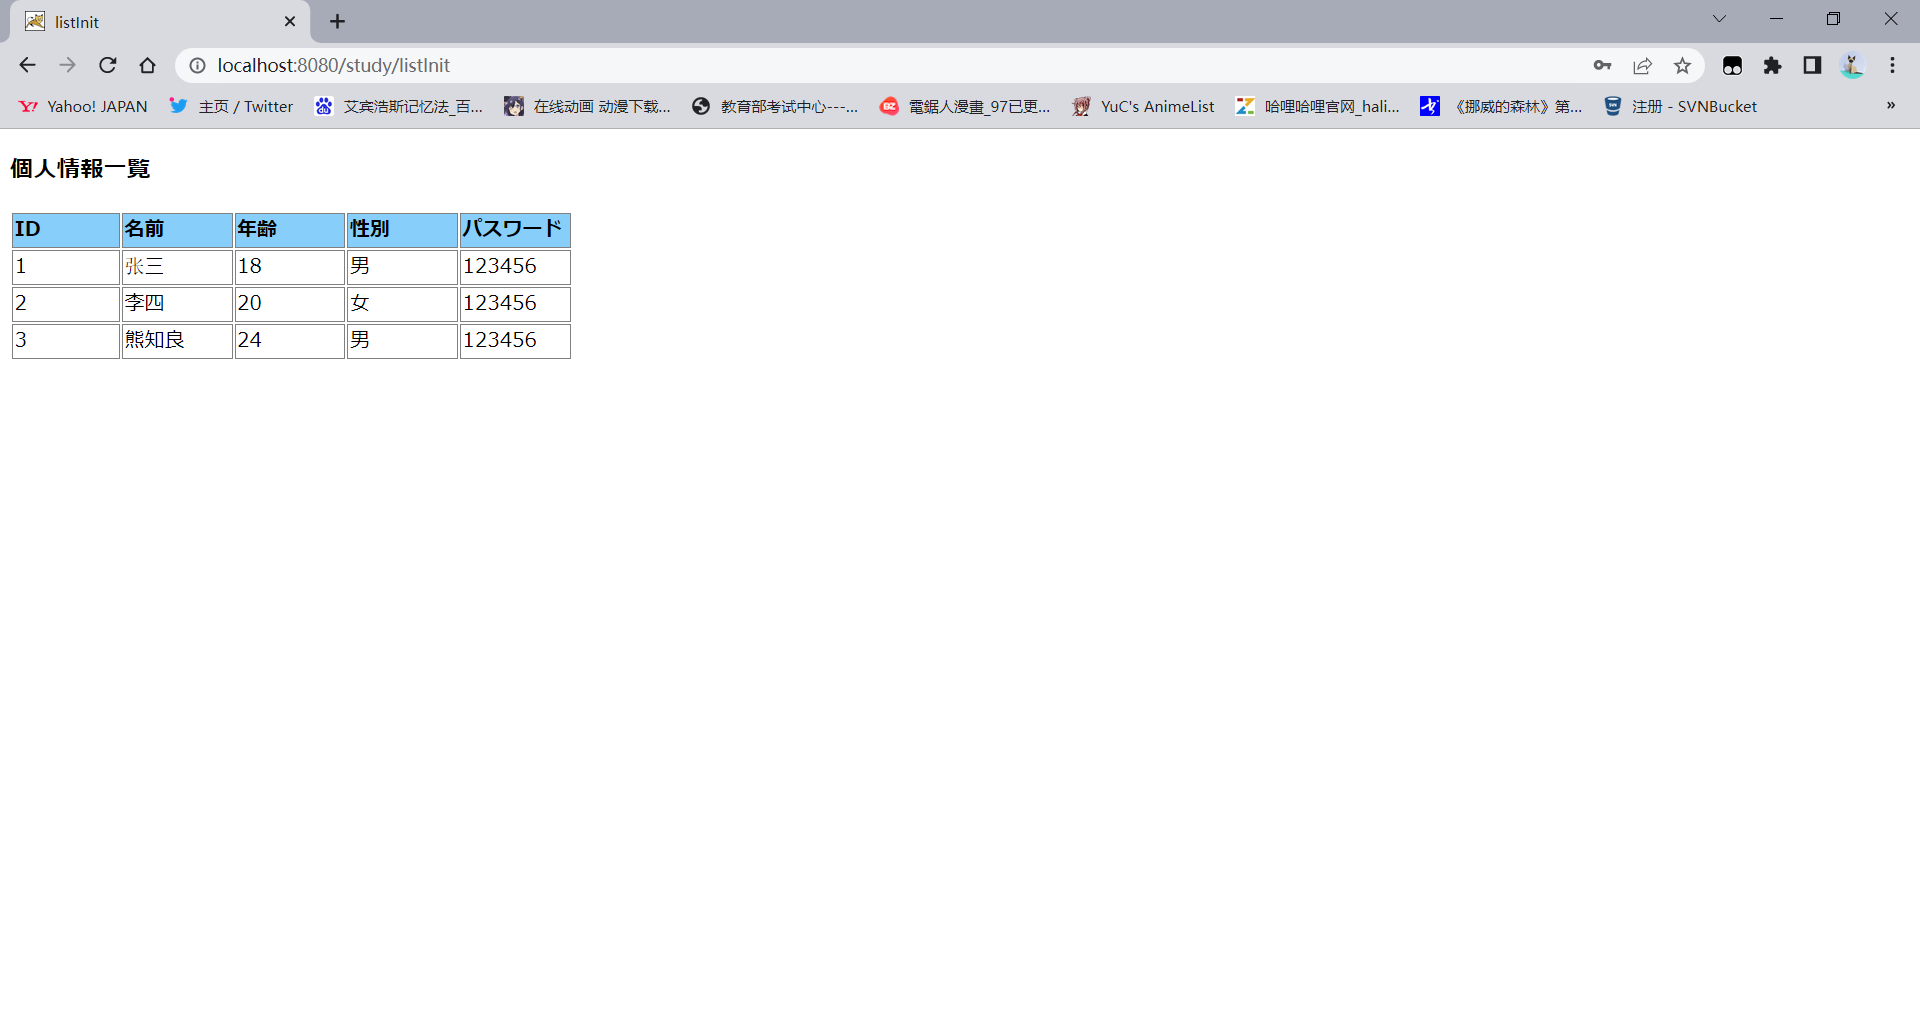 listInit
localhost:8080/study/listInit
Yahoo! JAPAN 主页 / Twitter 艾宾浩斯记忆法_百... 在线动画 动漫下载... 教育部考试中心---... 電鋸人漫畫_97已更... YuC's AnimeList 哈哩哈哩官网_hali... 《挪威的森林》第... 注册 - SVNBucket »
個人情報一覧
ID 名前 年齢 性別 パスワード
1 张三 18 男 123456
2 李四 20 女 123456
3 熊知良 24 男 123456